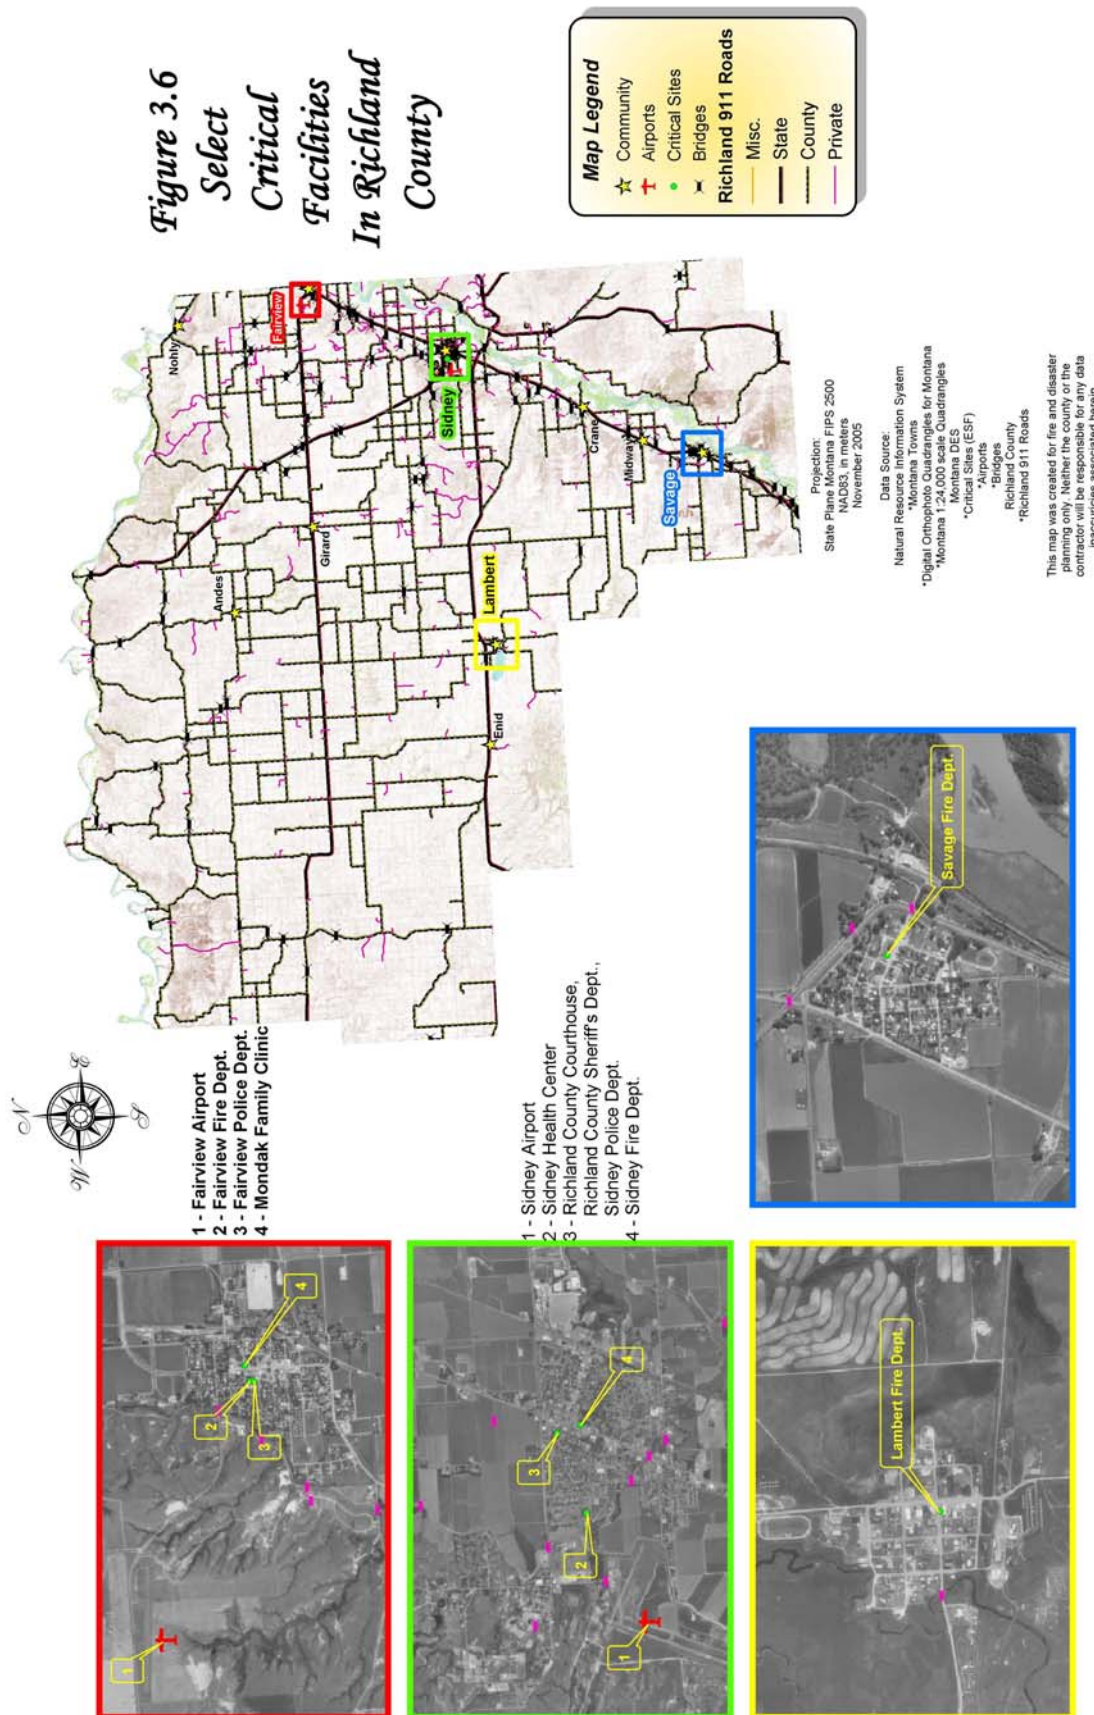 Figure 3.6
Select
Critical
Facilities
In Richland
County
Map Legend
Community
Airports
Critical Sites
Bridges
Richland 911 Roads
Misc.
State
County
Private
N
W
E
S
Nohly
Fairview
Andes
Girard
Sidney
Lambert
Enid
Crane
Midway
Savage
1 - Fairview Airport
2 - Fairview Fire Dept.
3 - Fairview Police Dept.
4 - Mondak Family Clinic
1
2
3
4
1 - Sidney Airport
2 - Sidney Health Center
3 - Richland County Courthouse,
Richland County Sheriff's Dept.,
Sidney Police Dept.
4 - Sidney Fire Dept.
1
2
3
4
Lambert Fire Dept.
Savage Fire Dept.
Projection:
State Plane Montana FIPS 2500
NAD83, in meters
November 2005
Data Source:
Natural Resource Information System
*Montana Towns
*Digital Orthophoto Quadrangles for Montana
*Montana 1:24,000 scale Quadrangles
Montana DES
*Critical Sites (ESF)
*Airports
*Bridges
Richland County
*Richland 911 Roads
This map was created for fire and disaster
planning only. Neither the county or the
contractor will be responsible for any data
inaccuracies associated herein.